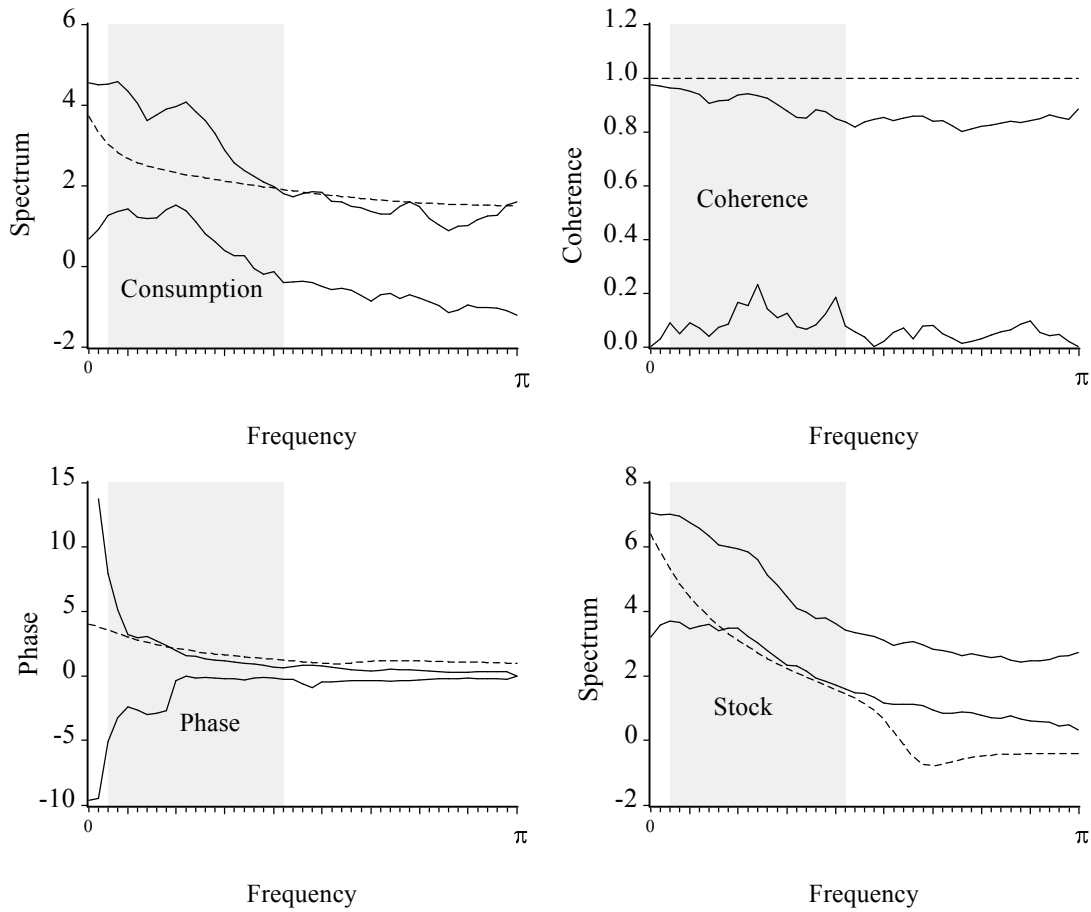 6
4
2
0
-2
Spectrum
Consumption
0
π
Frequency
1.2
1.0
0.8
0.6
0.4
0.2
0.0
Coherence
Coherence
0
π
Frequency
15
10
5
0
-5
-10
Phase
Phase
0
π
Frequency
8
6
4
2
0
-2
Spectrum
Stock
0
π
Frequency